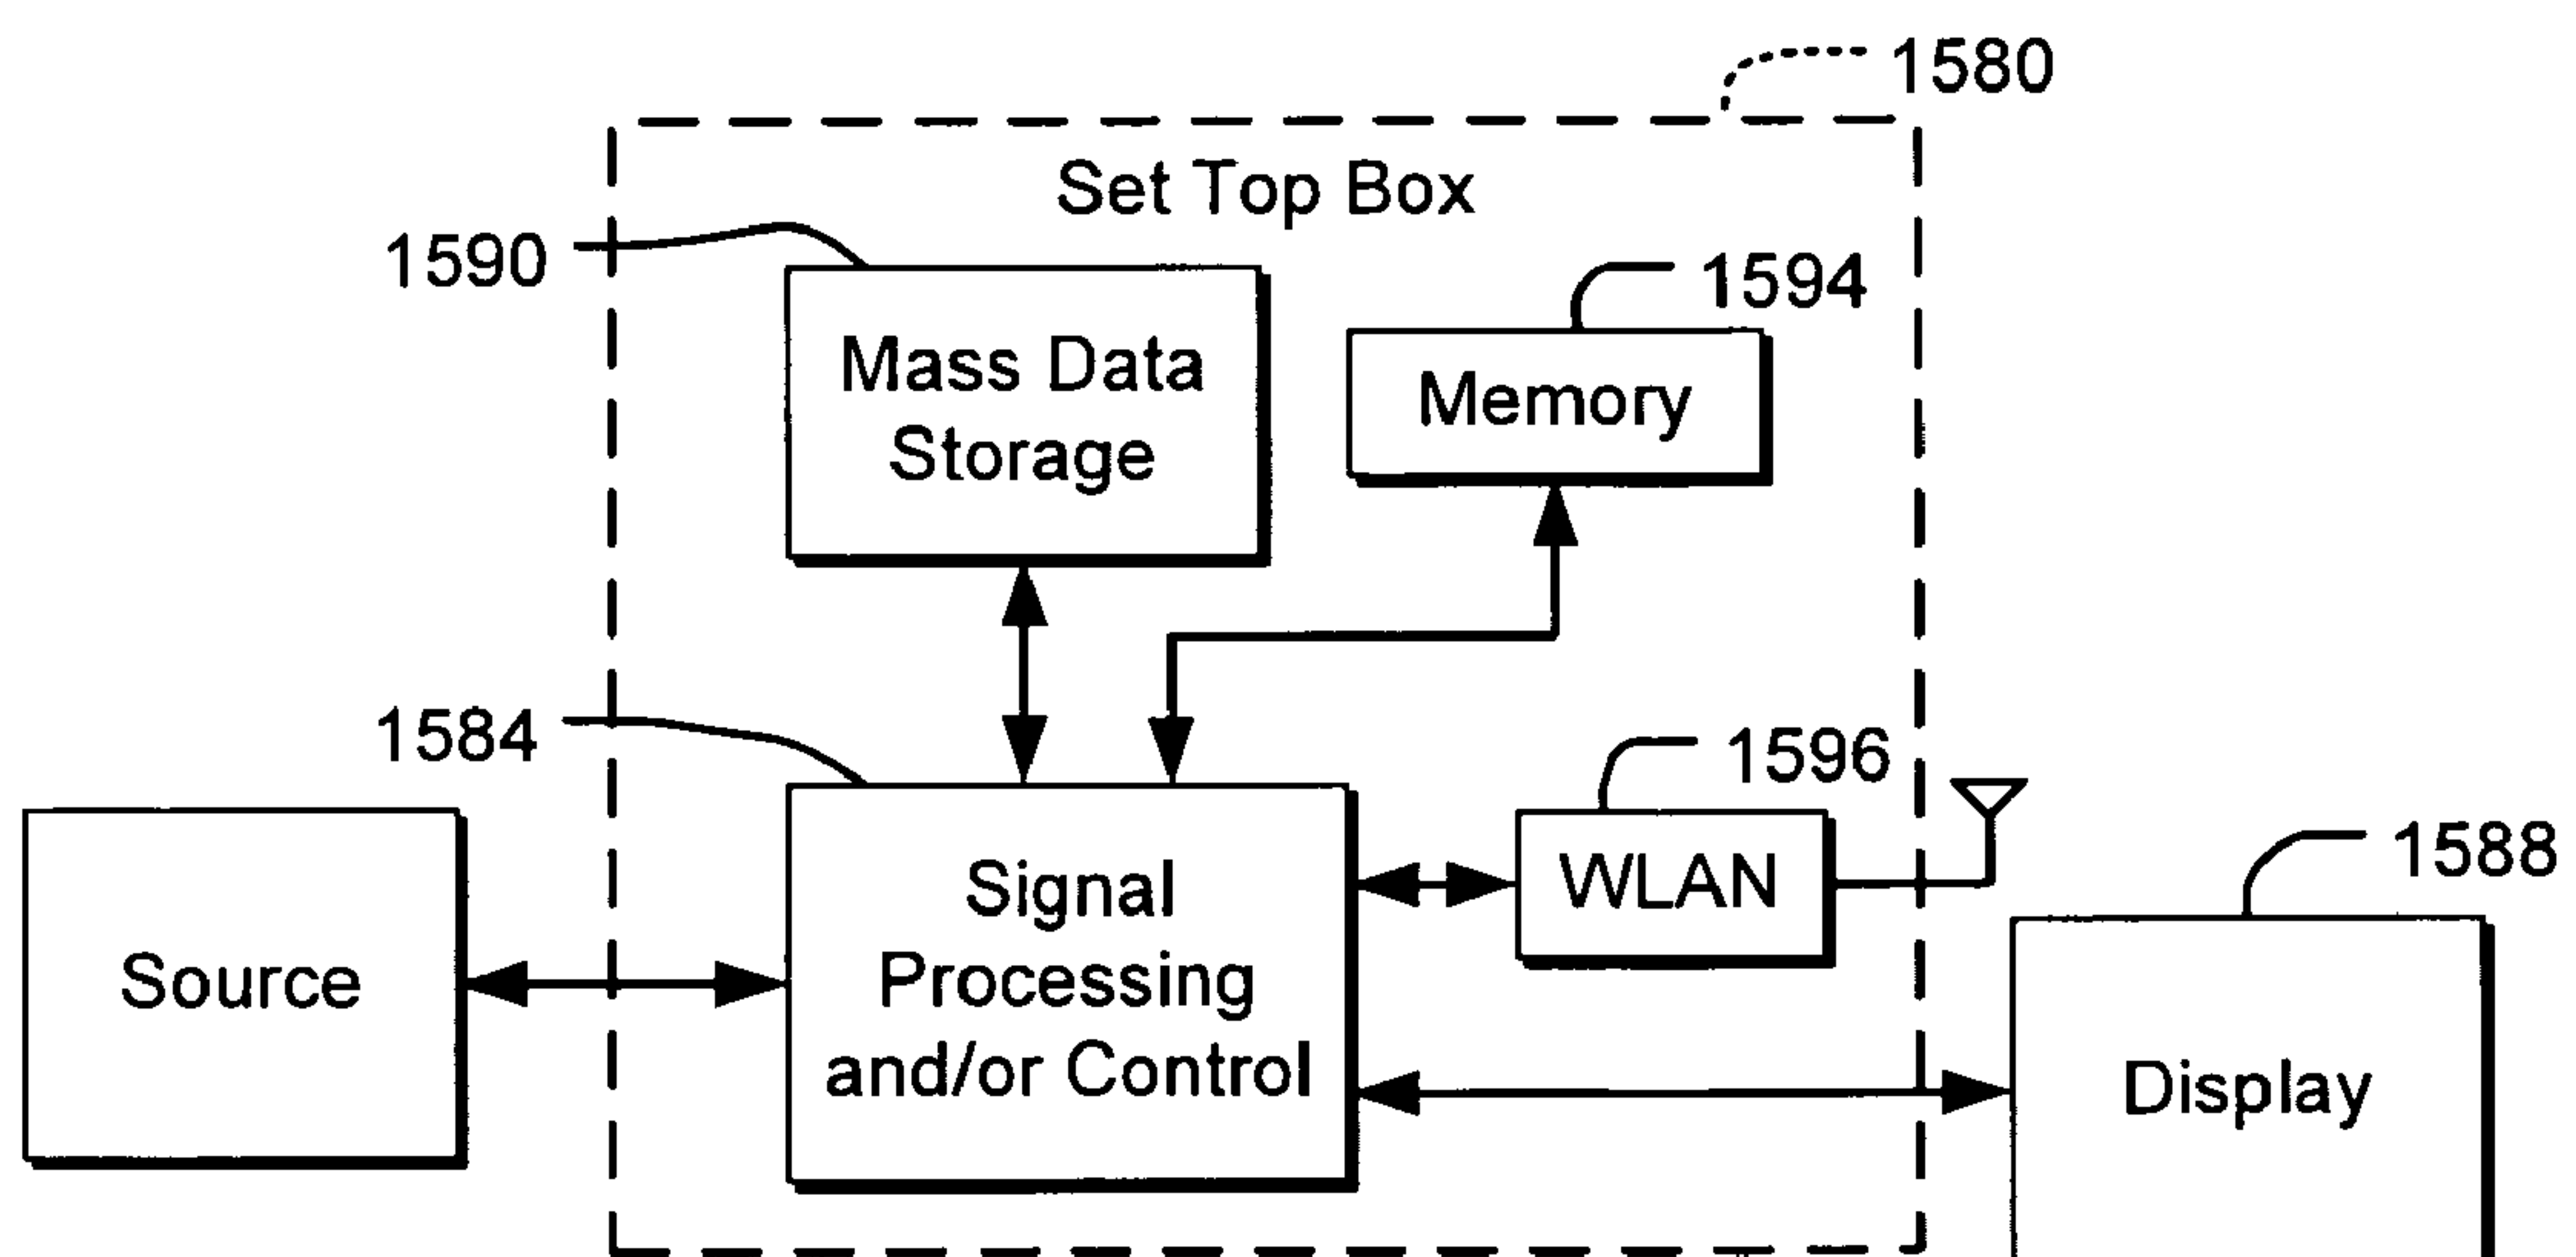 1580
Set Top Box
1590
1594
Mass Data
Storage
Memory
1584
1596
1588
Source
Signal
Processing
and/or Control
WLAN
Display